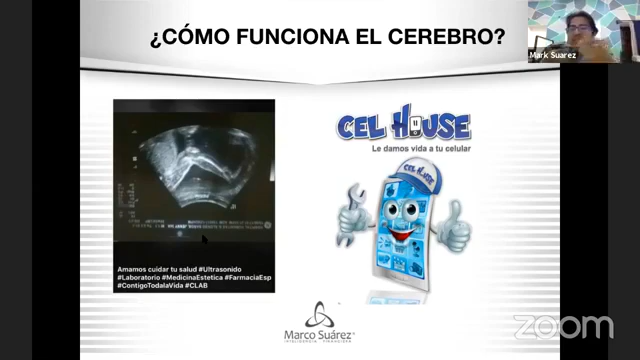 ¿CÓMO FUNCIONA EL CEREBRO?
Mark Suarez
CEL HOUSE
Le damos vida a tu celular
CEL HOUSE
Amamos cuidar tu salud #Ultrasonido
#Laboratorio #MedicinaEstetica #FarmaciaEsp
#ContigoTodalaVida #CLAB
Marco Suárez
INTELIGENCIA FINANCIERA
zoom